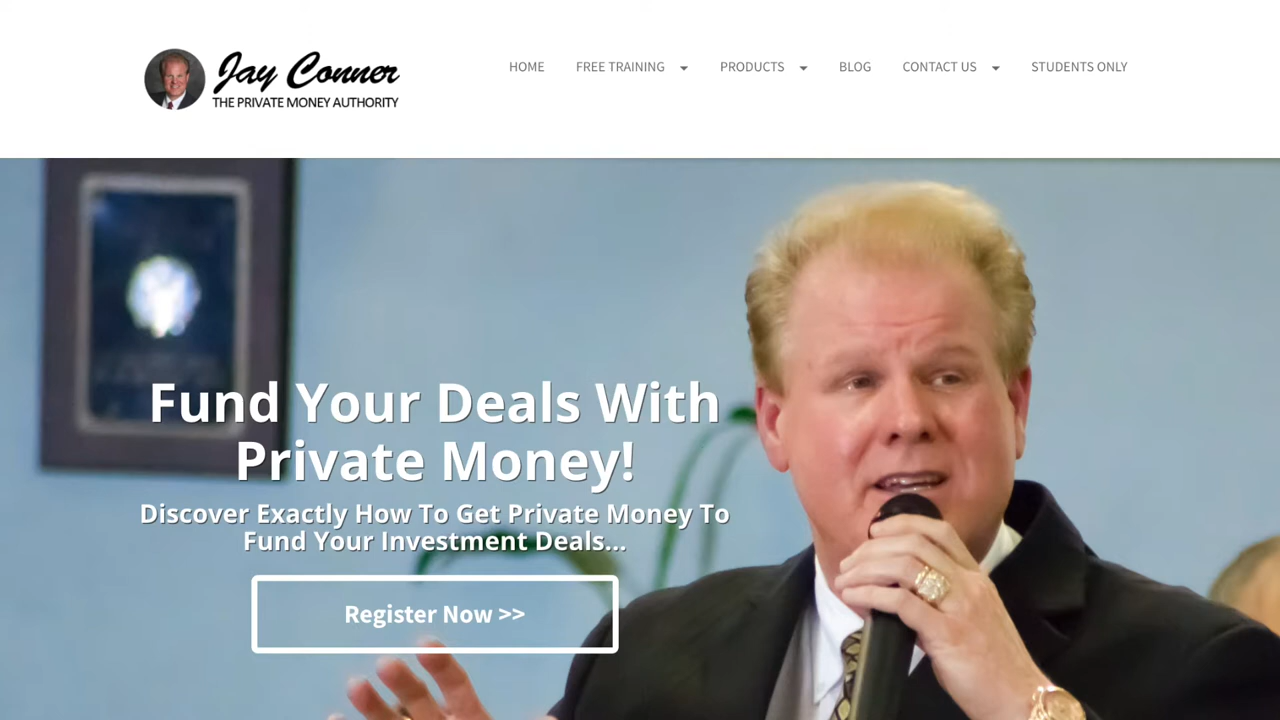 Jay Conner
THE PRIVATE MONEY AUTHORITY
HOME
FREE TRAINING
PRODUCTS
BLOG
CONTACT US
STUDENTS ONLY
Fund Your Deals With
Private Money!
Discover Exactly How To Get Private Money To
Fund Your Investment Deals...
Register Now >>